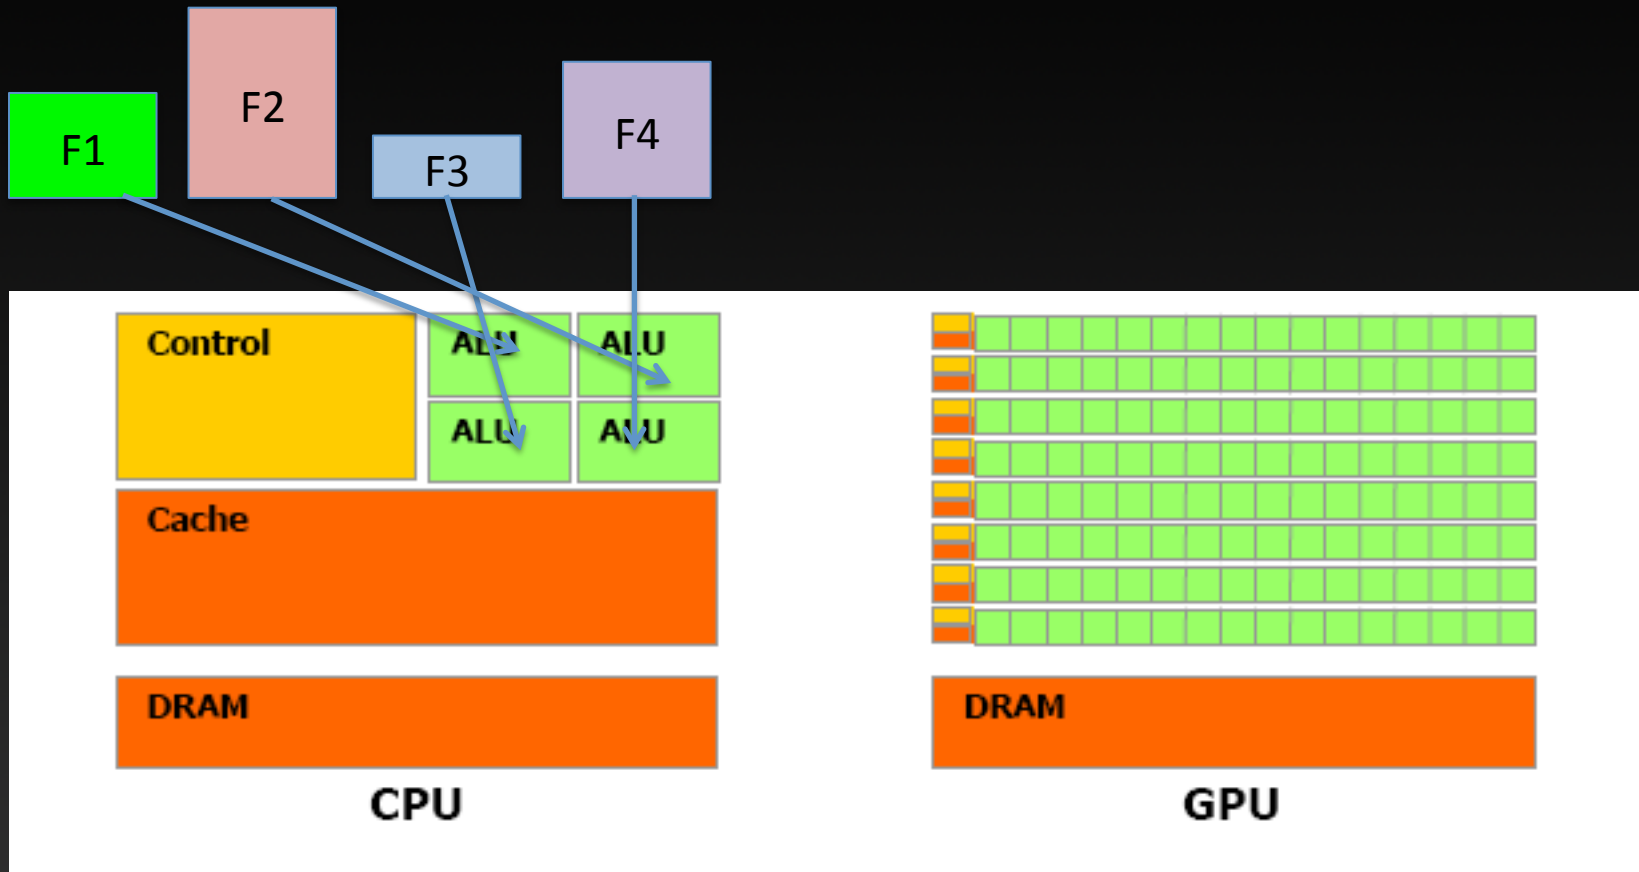 F1
F2
F3
F4
Control
ALU
ALU
ALU
ALU
Cache
DRAM
DRAM
CPU
GPU